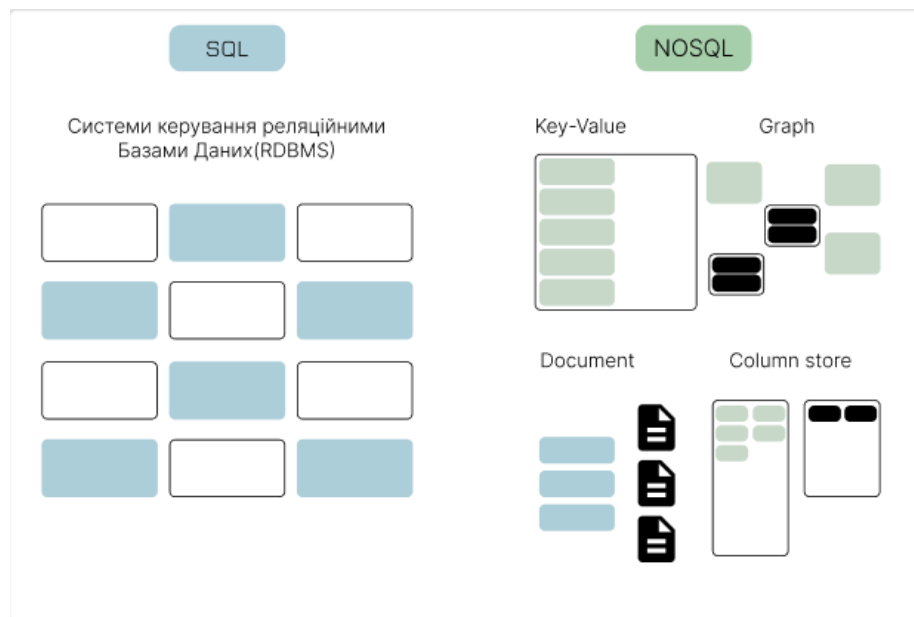 SQL
NOSQL
Системи керування реляційними
Базами Даних(RDBMS)
Key-Value
Graph
Document
Column store